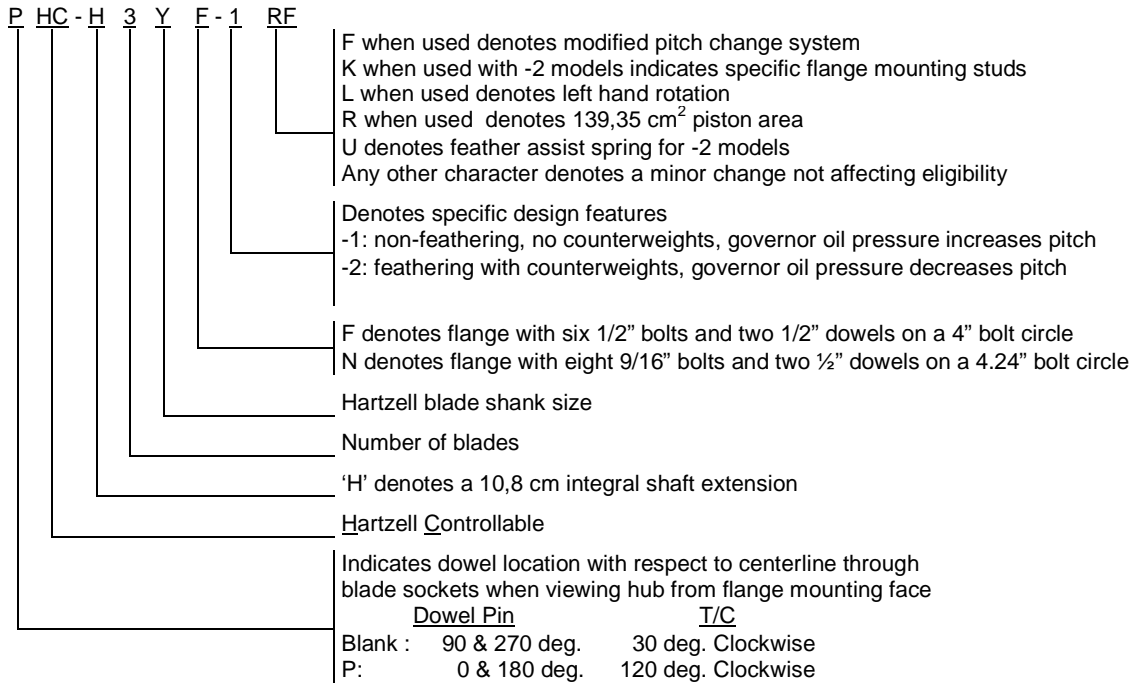 P HC - H 3 Y F - 1 RF
F when used denotes modified pitch change system
K when used with -2 models indicates specific flange mounting studs
L when used denotes left hand rotation
R when used denotes 139,35 cm² piston area
U denotes feather assist spring for -2 models
Any other character denotes a minor change not affecting eligibility
Denotes specific design features
-1: non-feathering, no counterweights, governor oil pressure increases pitch
-2: feathering with counterweights, governor oil pressure decreases pitch
F denotes flange with six 1/2” bolts and two 1/2” dowels on a 4” bolt circle
N denotes flange with eight 9/16” bolts and two ½” dowels on a 4.24” bolt circle
Hartzell blade shank size
Number of blades
‘H’ denotes a 10,8 cm integral shaft extension
Hartzell Controllable
Indicates dowel location with respect to centerline through
blade sockets when viewing hub from flange mounting face
Dowel Pin T/C
Blank : 90 & 270 deg. 30 deg. Clockwise
P: 0 & 180 deg. 120 deg. Clockwise